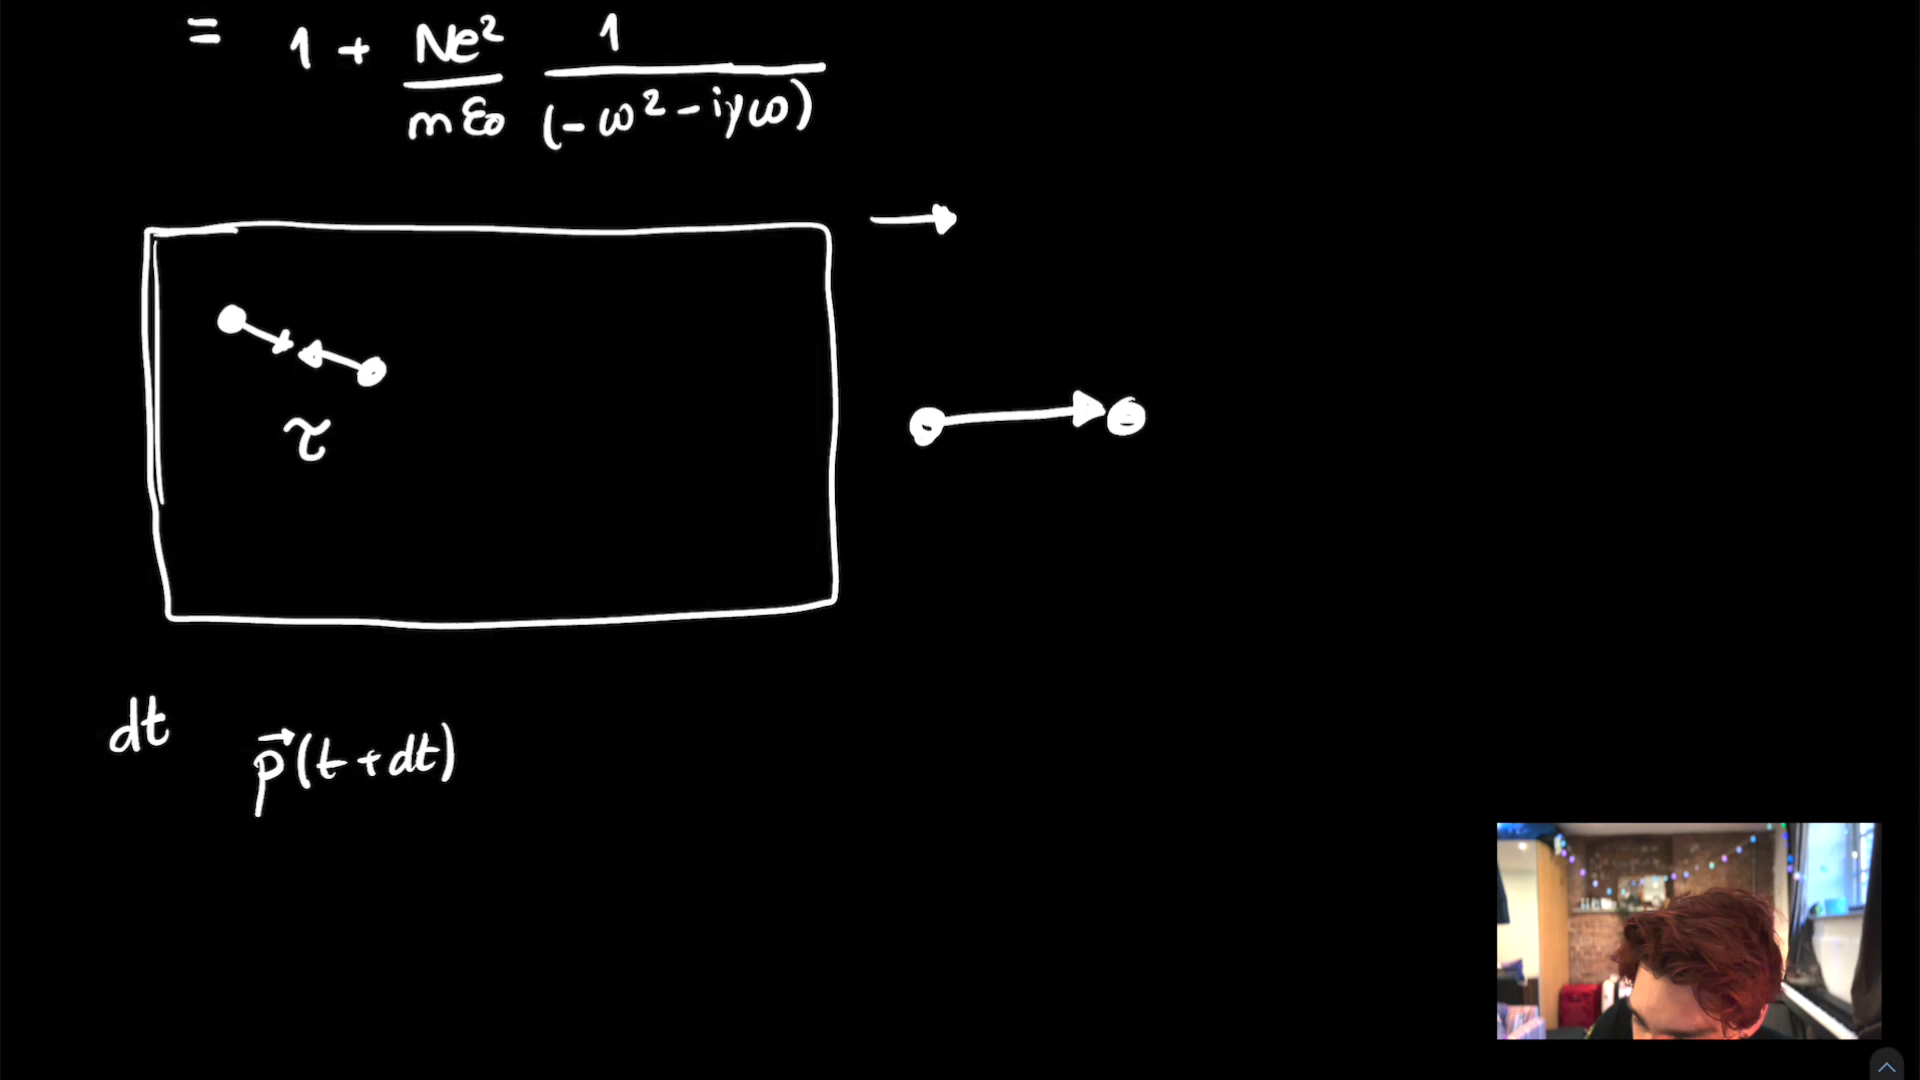 = 1 + Ne²/mε₀ 1/(-ω² - iγω)
τ
dt
p⃗(t + dt)